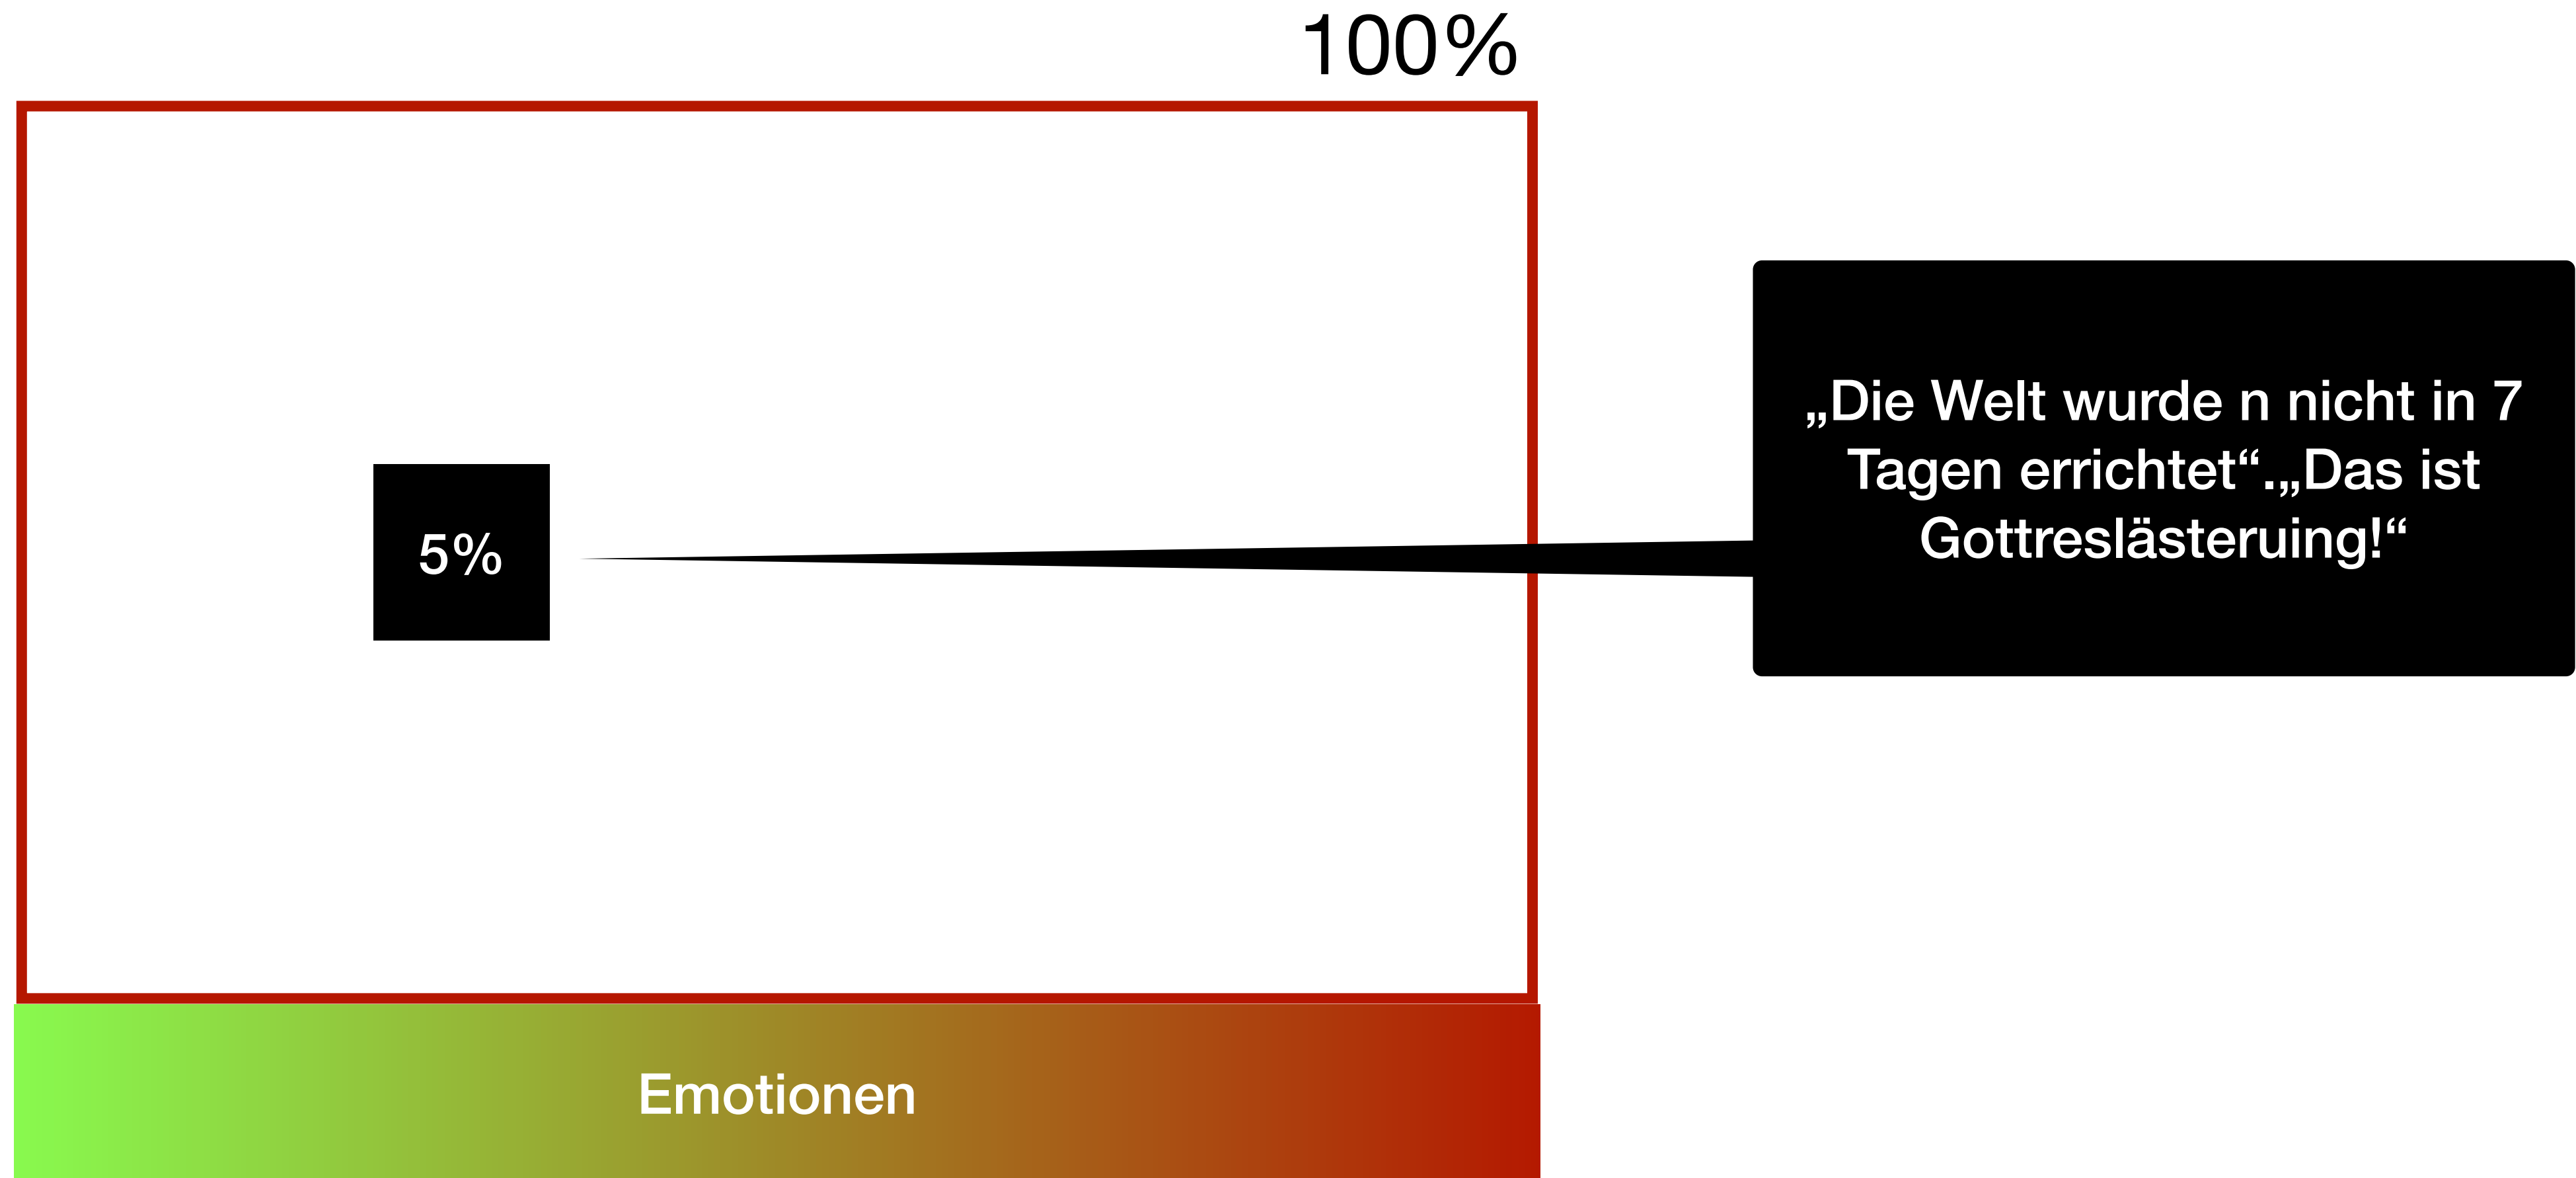 100%
„Die Welt wurde n nicht in 7
Tagen errichtet“.„Das ist
Gottreslästeruing!“
5%
Emotionen